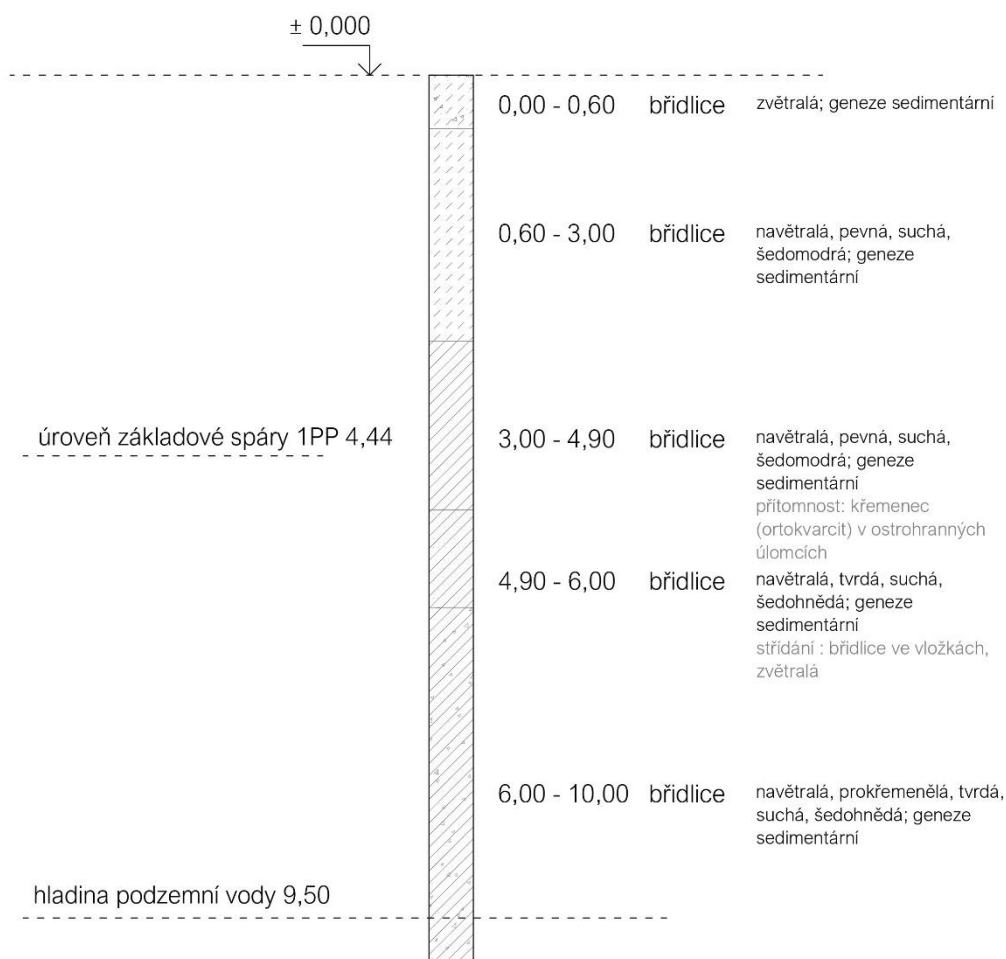 ± 0,000
0,00 - 0,60 břidlice zvětralá; geneze sedimentární
0,60 - 3,00 břidlice navětralá, pevná, suchá,
šedomodrá; geneze
sedimentární
úroveň základové spáry 1PP 4,44
3,00 - 4,90 břidlice navětralá, pevná, suchá,
šedomodrá; geneze
sedimentární
přítomnost: křemenec
(ortokvarcit) v ostrohranných
úlomcích
4,90 - 6,00 břidlice navětralá, tvrdá, suchá,
šedohnědá; geneze
sedimentární
střídání : břidlice ve vložkách,
zvětralá
6,00 - 10,00 břidlice navětralá, prokřemenělá, tvrdá,
suchá, šedohnědá; geneze
sedimentární
hladina podzemní vody 9,50